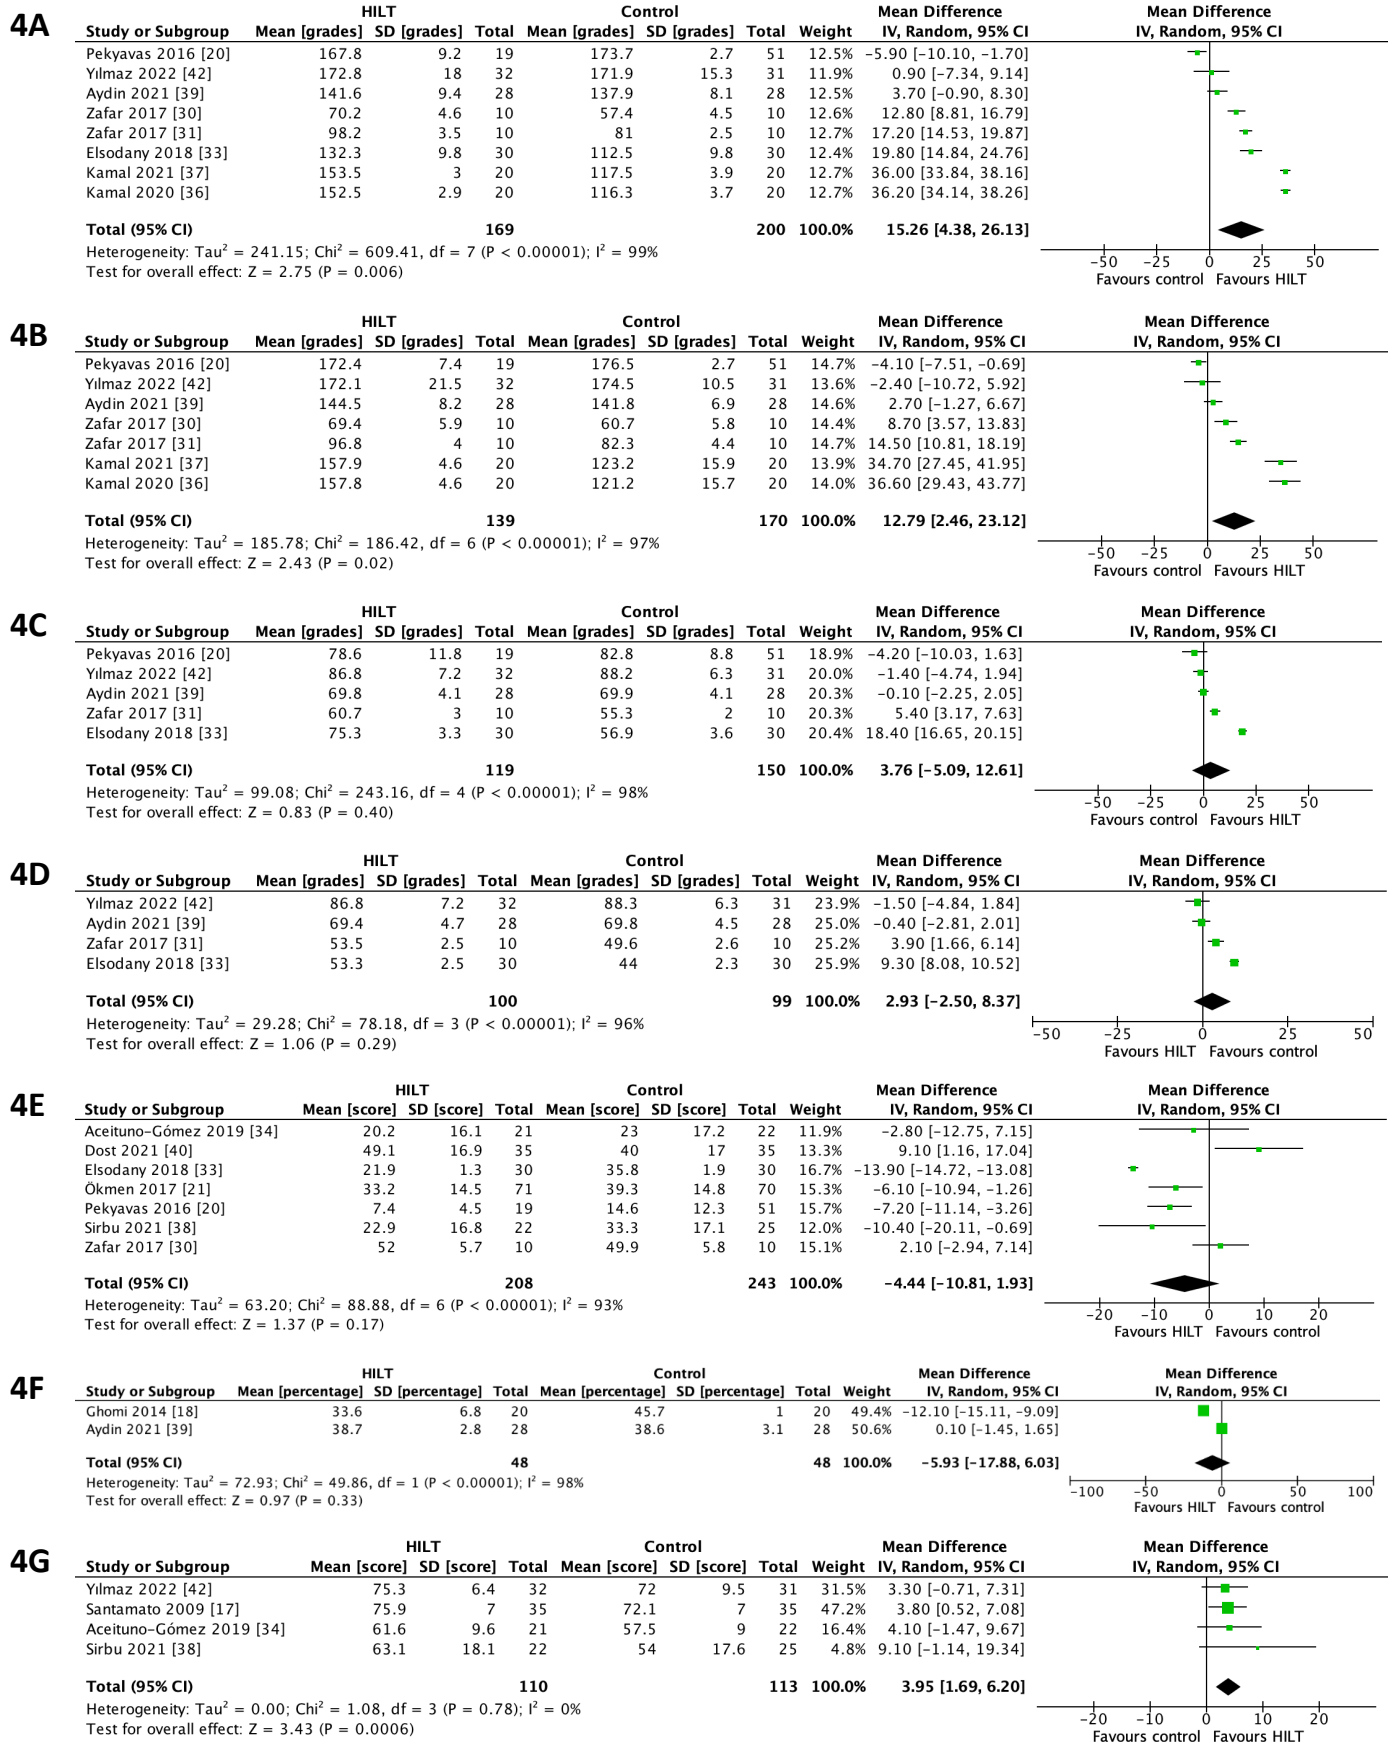 4A
HILT Control Mean Difference Mean Difference
Study or Subgroup Mean [grades] SD [grades] Total Mean [grades] SD [grades] Total Weight IV, Random, 95% CI IV, Random, 95% CI
Pekyavas 2016 [20] 167.8 9.2 19 173.7 2.7 51 12.5% −5.90 [−10.10, −1.70]
Yılmaz 2022 [42] 172.8 18 32 171.9 15.3 31 11.9% 0.90 [−7.34, 9.14]
Aydin 2021 [39] 141.6 9.4 28 137.9 8.1 28 12.5% 3.70 [−0.90, 8.30]
Zafar 2017 [30] 70.2 4.6 10 57.4 4.5 10 12.6% 12.80 [8.81, 16.79]
Zafar 2017 [31] 98.2 3.5 10 81 2.5 10 12.7% 17.20 [14.53, 19.87]
Elsodany 2018 [33] 132.3 9.8 30 112.5 9.8 30 12.4% 19.80 [14.84, 24.76]
Kamal 2021 [37] 153.5 3 20 117.5 3.9 20 12.7% 36.00 [33.84, 38.16]
Kamal 2020 [36] 152.5 2.9 20 116.3 3.7 20 12.7% 36.20 [34.14, 38.26]
Total (95% CI) 169 200 100.0% 15.26 [4.38, 26.13]
Heterogeneity: Tau² = 241.15; Chi² = 609.41, df = 7 (P < 0.00001); I² = 99%
Test for overall effect: Z = 2.75 (P = 0.006)
−50 −25 0 25 50
Favours control Favours HILT
4B
HILT Control Mean Difference Mean Difference
Study or Subgroup Mean [grades] SD [grades] Total Mean [grades] SD [grades] Total Weight IV, Random, 95% CI IV, Random, 95% CI
Pekyavas 2016 [20] 172.4 7.4 19 176.5 2.7 51 14.7% −4.10 [−7.51, −0.69]
Yılmaz 2022 [42] 172.1 21.5 32 174.5 10.5 31 13.6% −2.40 [−10.72, 5.92]
Aydin 2021 [39] 144.5 8.2 28 141.8 6.9 28 14.6% 2.70 [−1.27, 6.67]
Zafar 2017 [30] 69.4 5.9 10 60.7 5.8 10 14.4% 8.70 [3.57, 13.83]
Zafar 2017 [31] 96.8 4 10 82.3 4.4 10 14.7% 14.50 [10.81, 18.19]
Kamal 2021 [37] 157.9 4.6 20 123.2 15.9 20 13.9% 34.70 [27.45, 41.95]
Kamal 2020 [36] 157.8 4.6 20 121.2 15.7 20 14.0% 36.60 [29.43, 43.77]
Total (95% CI) 139 170 100.0% 12.79 [2.46, 23.12]
Heterogeneity: Tau² = 185.78; Chi² = 186.42, df = 6 (P < 0.00001); I² = 97%
Test for overall effect: Z = 2.43 (P = 0.02)
−50 −25 0 25 50
Favours control Favours HILT
4C
HILT Control Mean Difference Mean Difference
Study or Subgroup Mean [grades] SD [grades] Total Mean [grades] SD [grades] Total Weight IV, Random, 95% CI IV, Random, 95% CI
Pekyavas 2016 [20] 78.6 11.8 19 82.8 8.8 51 18.9% −4.20 [−10.03, 1.63]
Yılmaz 2022 [42] 86.8 7.2 32 88.2 6.3 31 20.0% −1.40 [−4.74, 1.94]
Aydin 2021 [39] 69.8 4.1 28 69.9 4.1 28 20.3% −0.10 [−2.25, 2.05]
Zafar 2017 [31] 60.7 3 10 55.3 2 10 20.3% 5.40 [3.17, 7.63]
Elsodany 2018 [33] 75.3 3.3 30 56.9 3.6 30 20.4% 18.40 [16.65, 20.15]
Total (95% CI) 119 150 100.0% 3.76 [−5.09, 12.61]
Heterogeneity: Tau² = 99.08; Chi² = 243.16, df = 4 (P < 0.00001); I² = 98%
Test for overall effect: Z = 0.83 (P = 0.40)
−50 −25 0 25 50
Favours control Favours HILT
4D
HILT Control Mean Difference Mean Difference
Study or Subgroup Mean [grades] SD [grades] Total Mean [grades] SD [grades] Total Weight IV, Random, 95% CI IV, Random, 95% CI
Yılmaz 2022 [42] 86.8 7.2 32 88.3 6.3 31 23.9% −1.50 [−4.84, 1.84]
Aydin 2021 [39] 69.4 4.7 28 69.8 4.5 28 25.0% −0.40 [−2.81, 2.01]
Zafar 2017 [31] 53.5 2.5 10 49.6 2.6 10 25.2% 3.90 [1.66, 6.14]
Elsodany 2018 [33] 53.3 2.5 30 44 2.3 30 25.9% 9.30 [8.08, 10.52]
Total (95% CI) 100 99 100.0% 2.93 [−2.50, 8.37]
Heterogeneity: Tau² = 29.28; Chi² = 78.18, df = 3 (P < 0.00001); I² = 96%
Test for overall effect: Z = 1.06 (P = 0.29)
−50 −25 0 25 50
Favours HILT Favours control
4E
HILT Control Mean Difference Mean Difference
Study or Subgroup Mean [score] SD [score] Total Mean [score] SD [score] Total Weight IV, Random, 95% CI IV, Random, 95% CI
Aceituno-Gómez 2019 [34] 20.2 16.1 21 23 17.2 22 11.9% −2.80 [−12.75, 7.15]
Dost 2021 [40] 49.1 16.9 35 40 17 35 13.3% 9.10 [1.16, 17.04]
Elsodany 2018 [33] 21.9 1.3 30 35.8 1.9 30 16.7% −13.90 [−14.72, −13.08]
Ökmen 2017 [21] 33.2 14.5 71 39.3 14.8 70 15.3% −6.10 [−10.94, −1.26]
Pekyavas 2016 [20] 7.4 4.5 19 14.6 12.3 51 15.7% −7.20 [−11.14, −3.26]
Sirbu 2021 [38] 22.9 16.8 22 33.3 17.1 25 12.0% −10.40 [−20.11, −0.69]
Zafar 2017 [30] 52 5.7 10 49.9 5.8 10 15.1% 2.10 [−2.94, 7.14]
Total (95% CI) 208 243 100.0% −4.44 [−10.81, 1.93]
Heterogeneity: Tau² = 63.20; Chi² = 88.88, df = 6 (P < 0.00001); I² = 93%
Test for overall effect: Z = 1.37 (P = 0.17)
−20 −10 0 10 20
Favours HILT Favours control
4F
HILT Control Mean Difference Mean Difference
Study or Subgroup Mean [percentage] SD [percentage] Total Mean [percentage] SD [percentage] Total Weight IV, Random, 95% CI IV, Random, 95% CI
Ghomi 2014 [18] 33.6 6.8 20 45.7 1 20 49.4% −12.10 [−15.11, −9.09]
Aydin 2021 [39] 38.7 2.8 28 38.6 3.1 28 50.6% 0.10 [−1.45, 1.65]
Total (95% CI) 48 48 100.0% −5.93 [−17.88, 6.03]
Heterogeneity: Tau² = 72.93; Chi² = 49.86, df = 1 (P < 0.00001); I² = 98%
Test for overall effect: Z = 0.97 (P = 0.33)
−100 −50 0 50 100
Favours HILT Favours control
4G
HILT Control Mean Difference Mean Difference
Study or Subgroup Mean [score] SD [score] Total Mean [score] SD [score] Total Weight IV, Random, 95% CI IV, Random, 95% CI
Yılmaz 2022 [42] 75.3 6.4 32 72 9.5 31 31.5% 3.30 [−0.71, 7.31]
Santamato 2009 [17] 75.9 7 35 72.1 7 35 47.2% 3.80 [0.52, 7.08]
Aceituno-Gómez 2019 [34] 61.6 9.6 21 57.5 9 22 16.4% 4.10 [−1.47, 9.67]
Sirbu 2021 [38] 63.1 18.1 22 54 17.6 25 4.8% 9.10 [−1.14, 19.34]
Total (95% CI) 110 113 100.0% 3.95 [1.69, 6.20]
Heterogeneity: Tau² = 0.00; Chi² = 1.08, df = 3 (P = 0.78); I² = 0%
Test for overall effect: Z = 3.43 (P = 0.0006)
−20 −10 0 10 20
Favours control Favours HILT